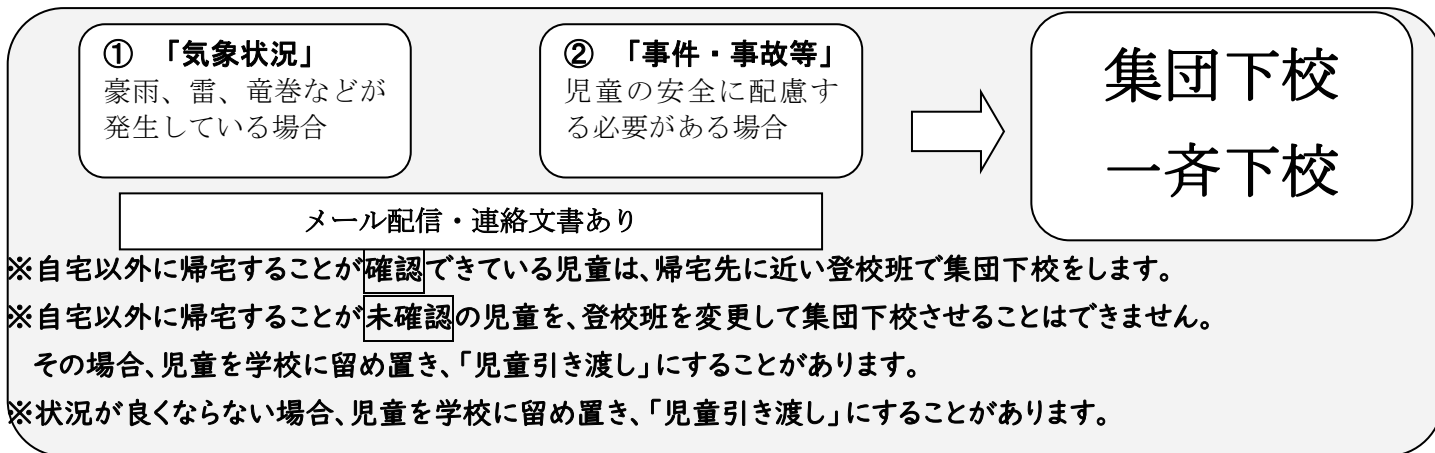 ① 「気象状況」
豪雨、雷、竜巻などが
発生している場合
② 「事件・事故等」
児童の安全に配慮す
る必要がある場合
集団下校
一斉下校
メール配信・連絡文書あり
※自宅以外に帰宅することが確認できている児童は、帰宅先に近い登校班で集団下校をします。
※自宅以外に帰宅することが未確認の児童を、登校班を変更して集団下校させることはできません。
その場合、児童を学校に留め置き、「児童引き渡し」にすることがあります。
※状況が良くならない場合、児童を学校に留め置き、「児童引き渡し」にすることがあります。